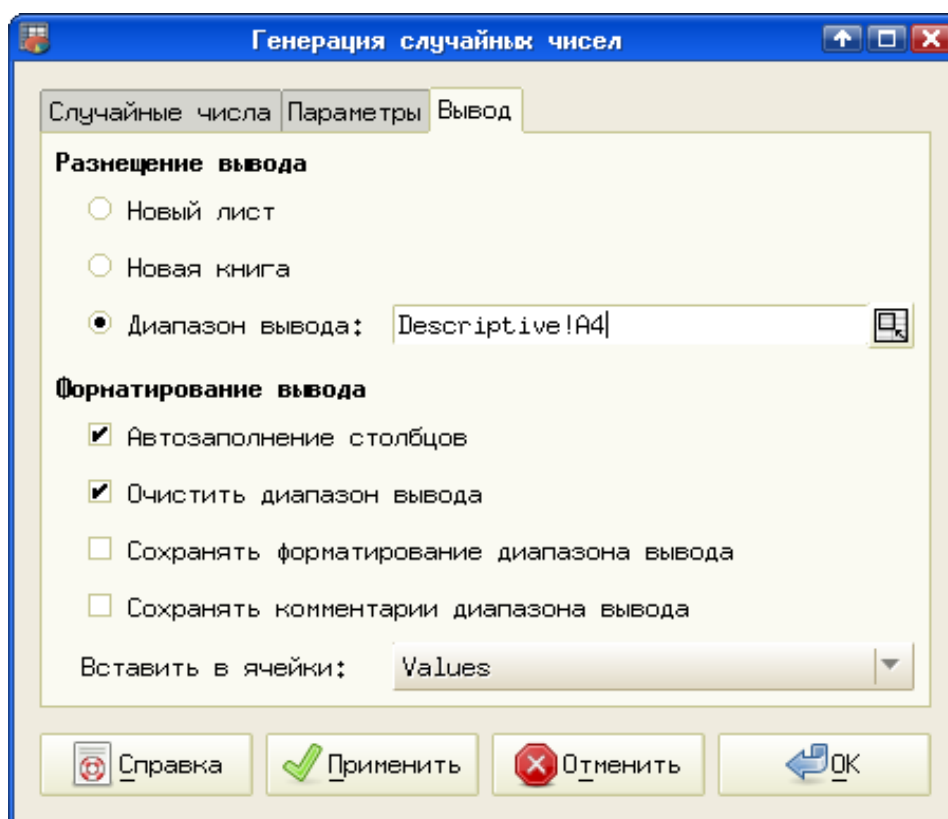 Генерация случайных чисел
Случайные числа Параметры Вывод
Размещение вывода
Новый лист
Новая книга
Диапазон вывода: Descriptive!A4
Форматирование вывода
Автозаполнение столбцов
Очистить диапазон вывода
Сохранять форматирование диапазона вывода
Сохранять комментарии диапазона вывода
Вставить в ячейки: Values
Справка Применить Отменить OK